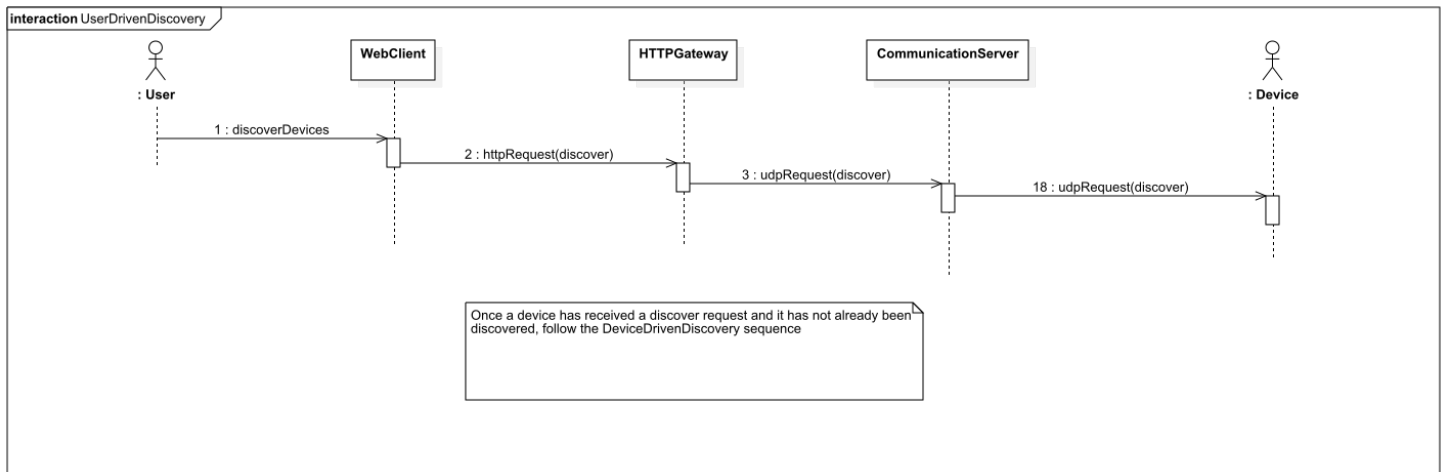 interaction UserDrivenDiscovery
WebClient
HTTPGateway
CommunicationServer
: User
: Device
1 : discoverDevices
2 : httpRequest(discover)
3 : udpRequest(discover)
18 : udpRequest(discover)
Once a device has received a discover request and it has not already been
discovered, follow the DeviceDrivenDiscovery sequence